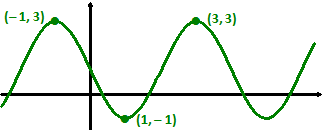 (−1, 3)
(3, 3)
(1, −1)